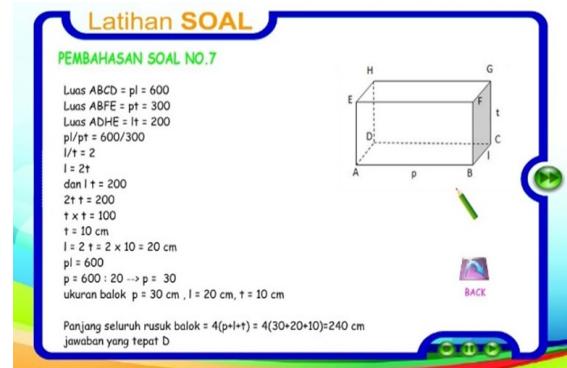 Latihan SOAL
PEMBAHASAN SOAL NO.7
Luas ABCD = pl = 600
Luas ABFE = pt = 300
Luas ADHE = lt = 200
pl/pt = 600/300
l/t = 2
l = 2t
dan l t = 200
2t t = 200
t x t = 100
t = 10 cm
l = 2 t = 2 x 10 = 20 cm
pl = 600
p = 600 : 20 --> p = 30
ukuran balok p = 30 cm , l = 20 cm, t = 10 cm
Panjang seluruh rusuk balok = 4(p+l+t) = 4(30+20+10)=240 cm
jawaban yang tepat D
H G
E F
t
D C
l
A p B
BACK